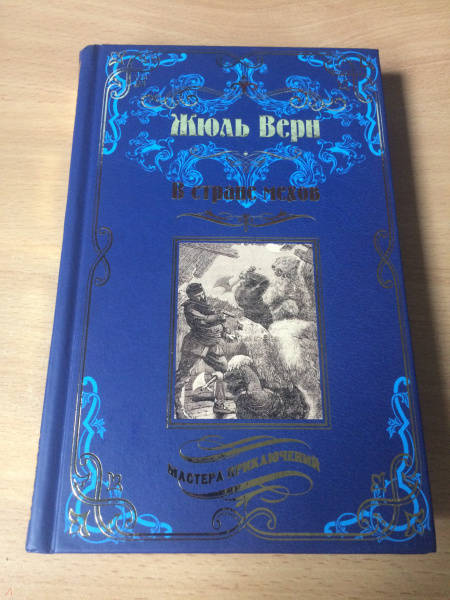 Жюль Верн
В стране мехов
МАСТЕРА ПРИКЛЮЧЕНИЙ